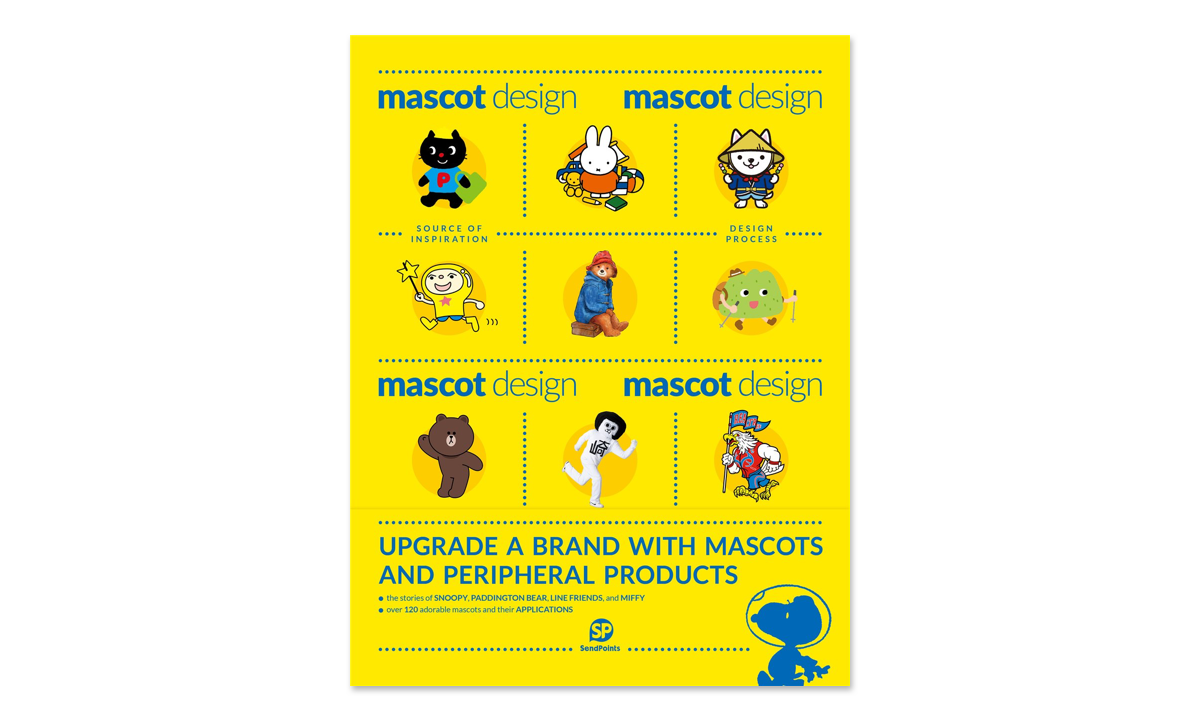 mascot design mascot design
P
SOURCE OF INSPIRATION
DESIGN PROCESS
mascot design mascot design
崎
UPGRADE A BRAND WITH MASCOTS
AND PERIPHERAL PRODUCTS
the stories of SNOOPY, PADDINGTON BEAR, LINE FRIENDS, and MIFFY
over 120 adorable mascots and their APPLICATIONS
SP
SendPoints